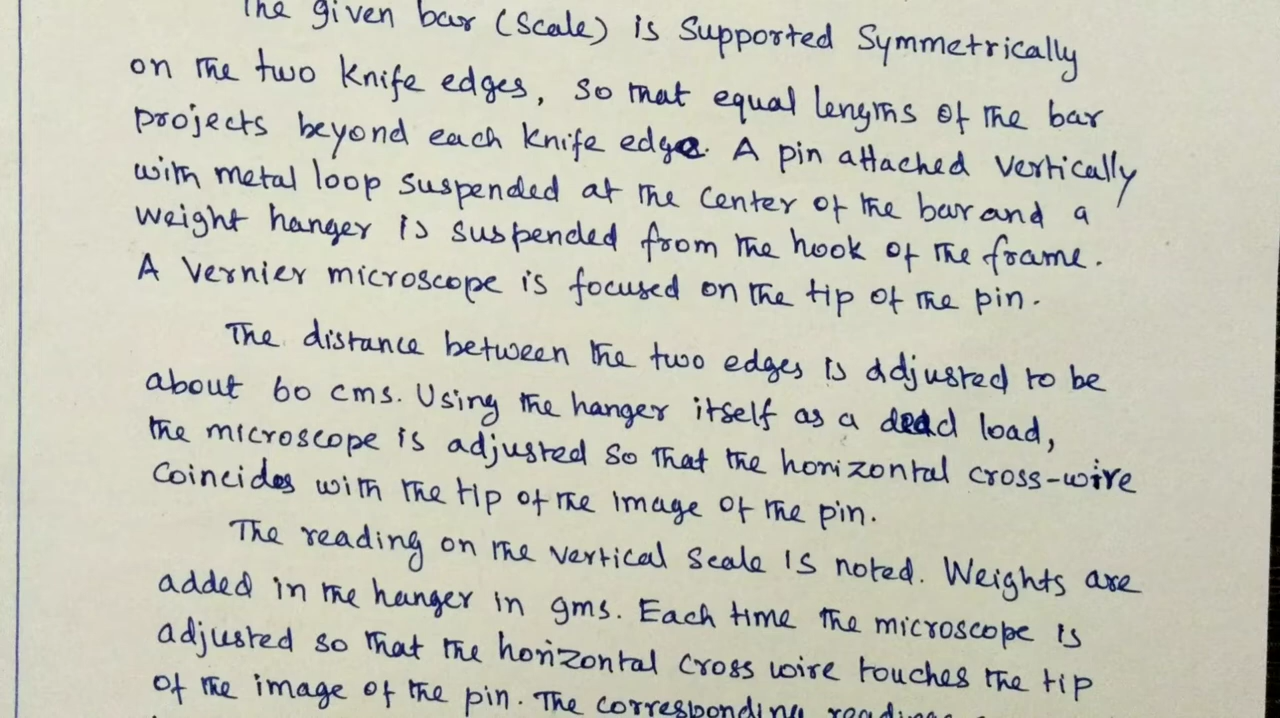 The given bar (Scale) is Supported Symmetrically
on the two Knife edges, so that equal lengths of the bar
projects beyond each knife edge. A pin attached vertically
with metal loop suspended at the center of the bar and a
weight hanger is suspended from the hook of the frame.
A Vernier microscope is focused on the tip of the pin.
The distance between the two edges is adjusted to be
about 60 cms. Using the hanger itself as a dead load,
the microscope is adjusted so that the horizontal cross-wire
Coincides with the tip of the image of the pin.
The reading on the vertical scale is noted. Weights are
added in the hanger in gms. Each time the microscope is
adjusted so that the horizontal cross wire touches the tip
of the image of the pin. The corresponding readings